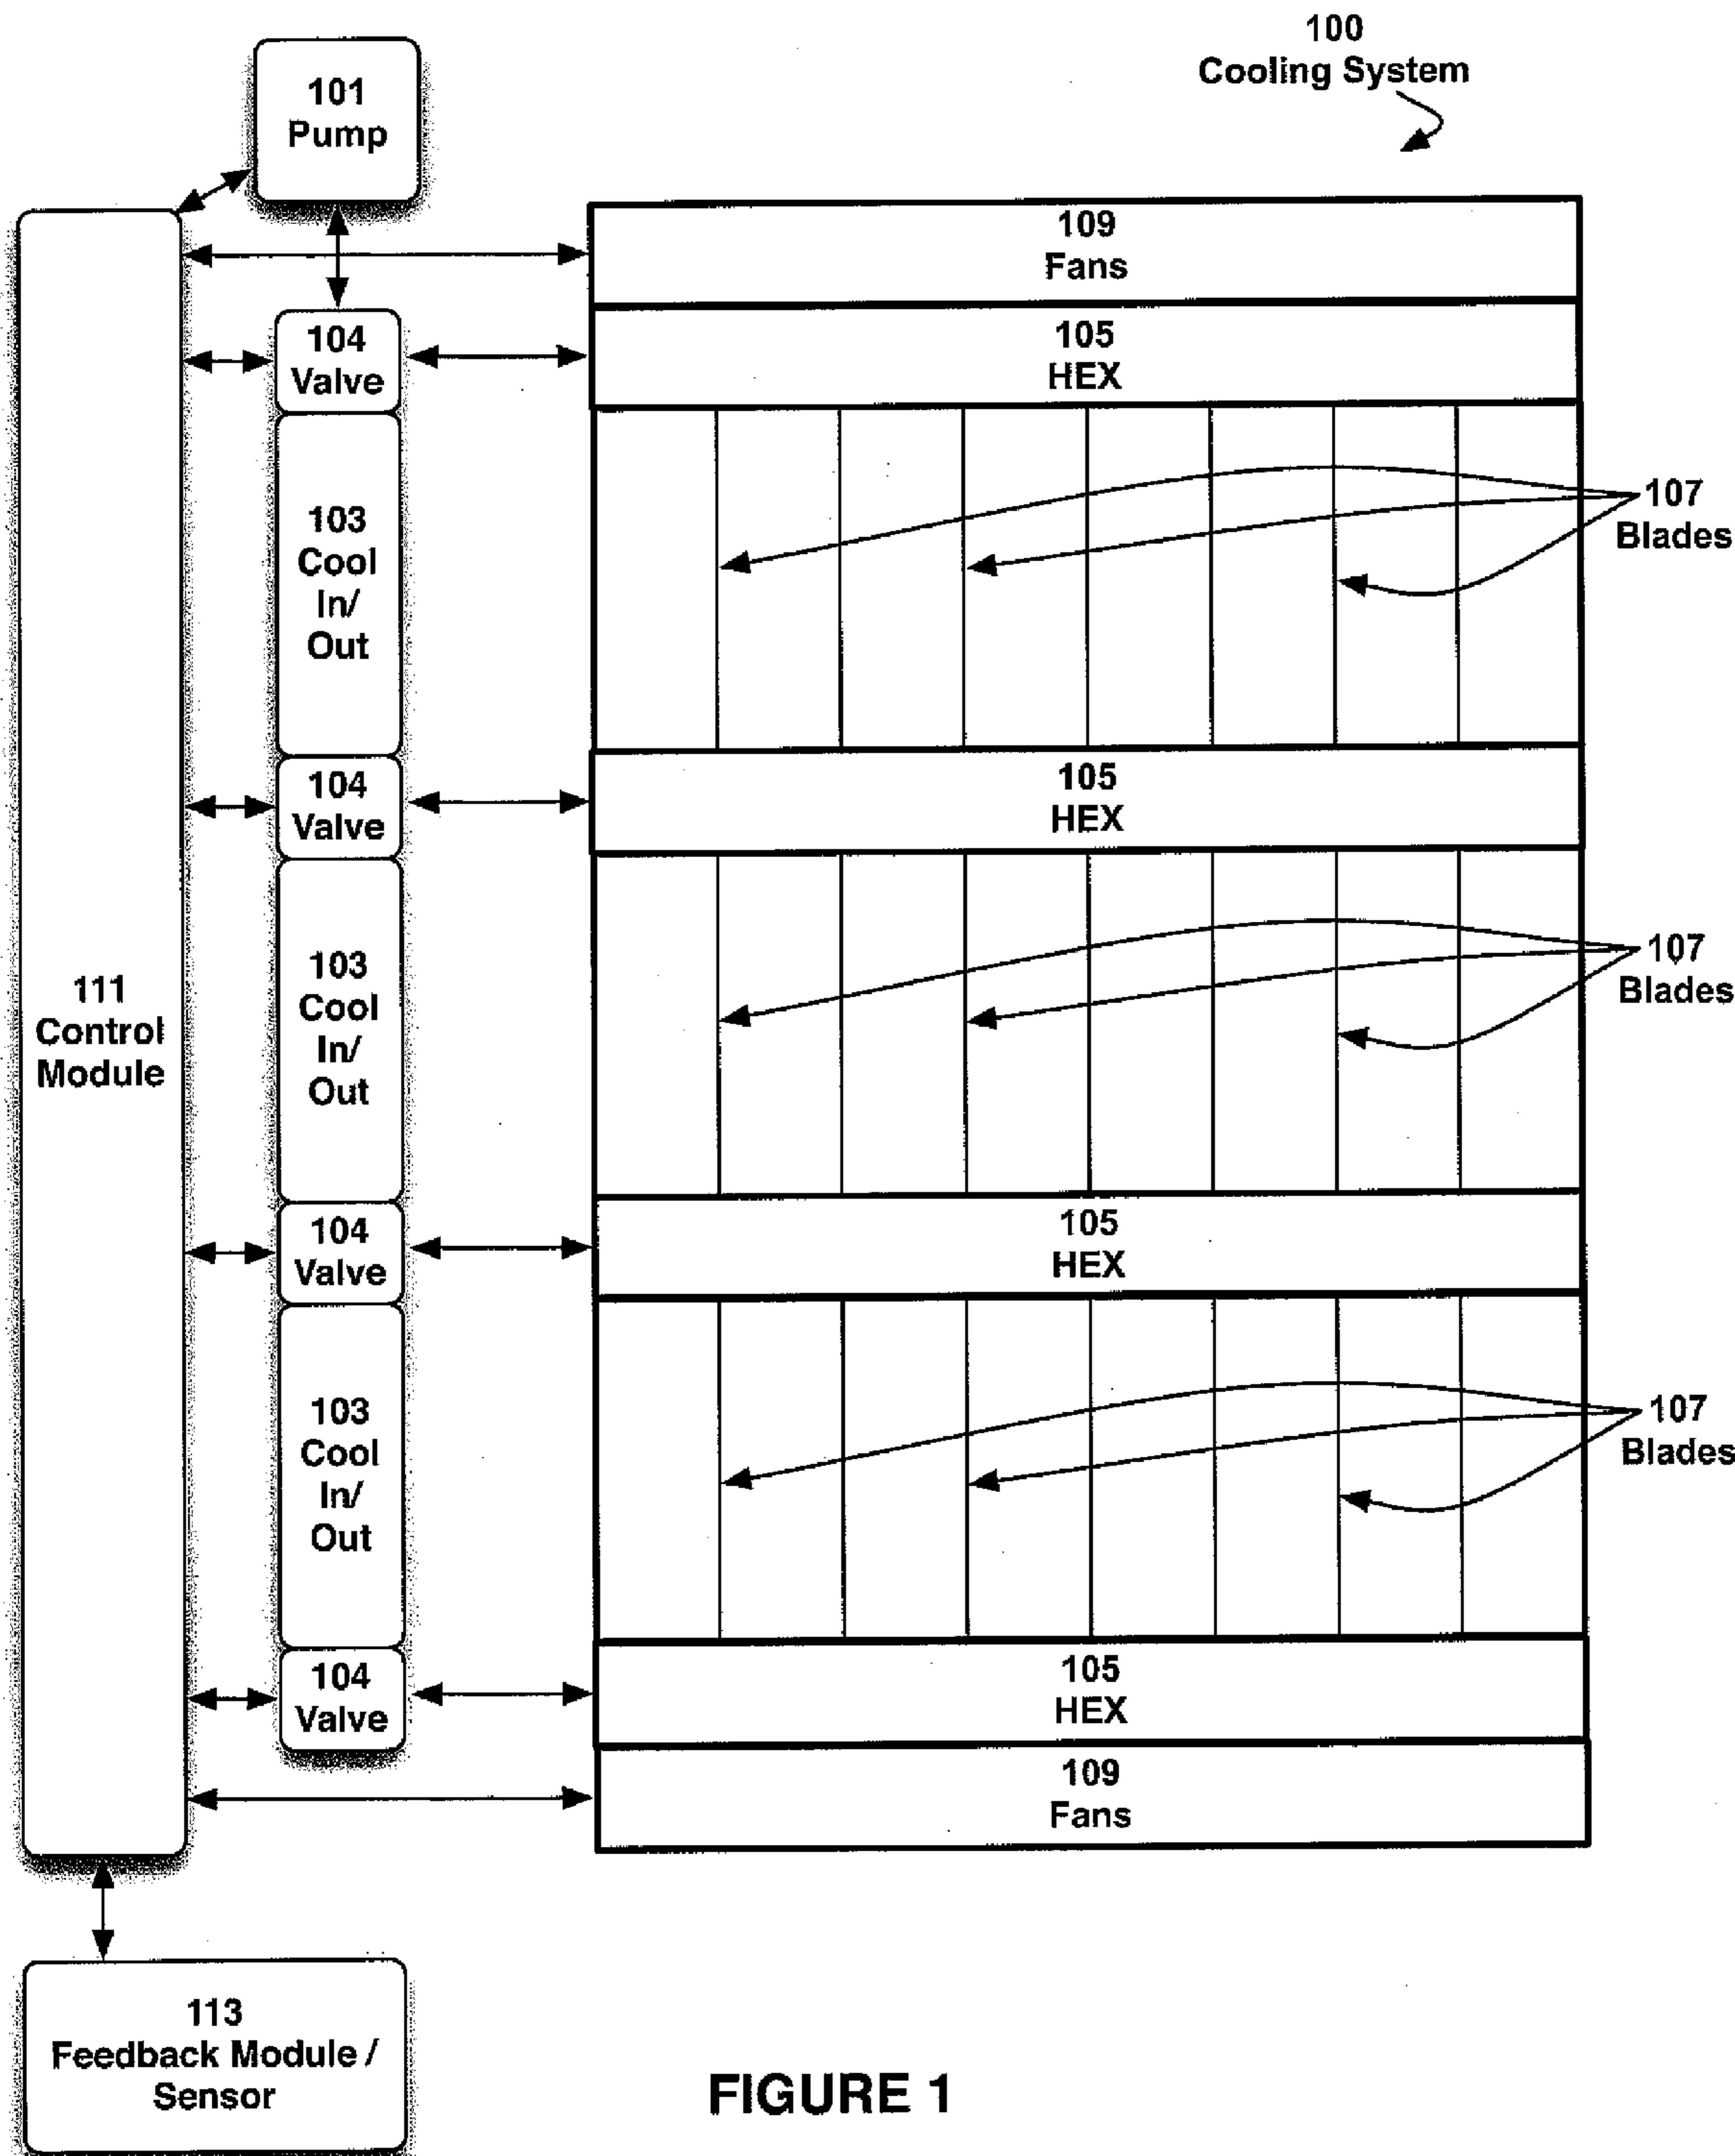 100
Cooling System
101
Pump
109
Fans
104
Valve
105
HEX
103
Cool
In/
Out
107
Blades
104
Valve
105
HEX
111
Control
Module
103
Cool
In/
Out
107
Blades
104
Valve
105
HEX
103
Cool
In/
Out
107
Blades
104
Valve
105
HEX
109
Fans
113
Feedback Module /
Sensor
FIGURE 1